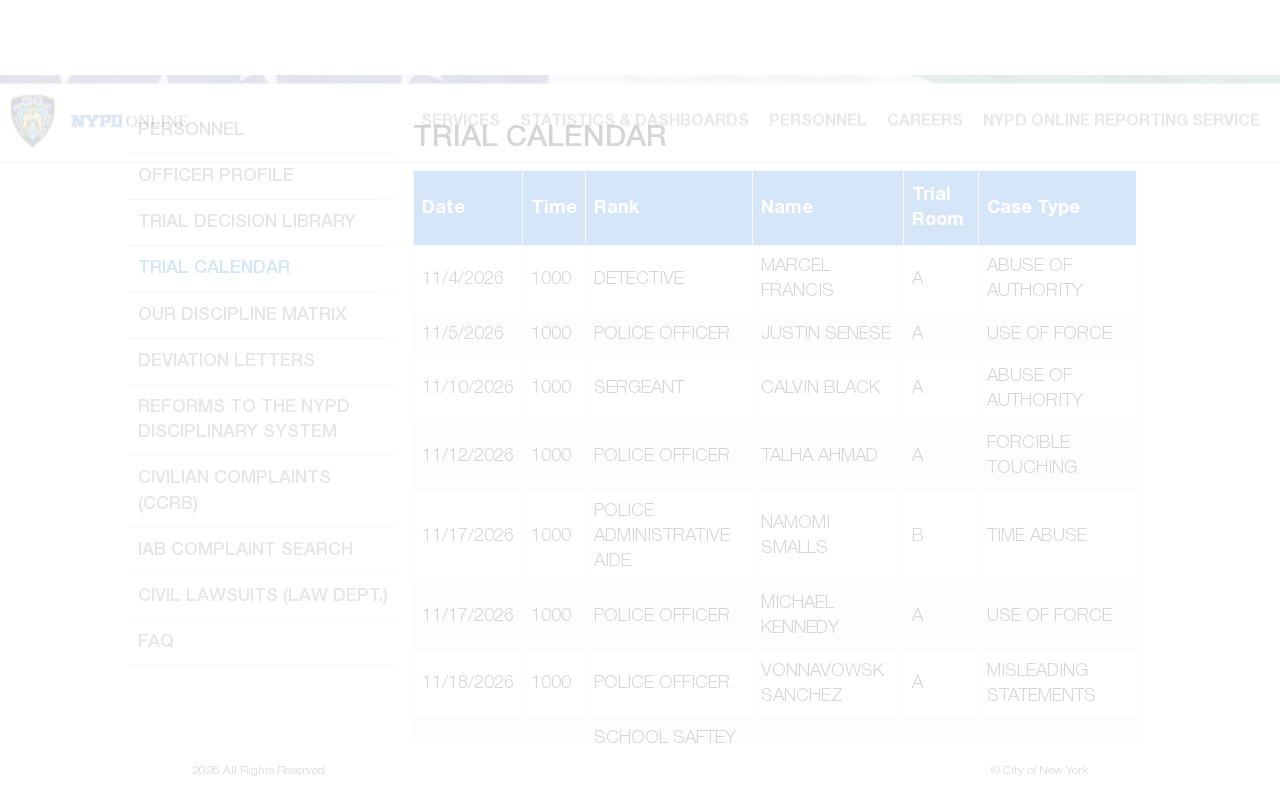 NYPD ONLINE
SERVICES STATISTICS & DASHBOARDS PERSONNEL CAREERS NYPD ONLINE REPORTING SERVICE
PERSONNEL
OFFICER PROFILE
TRIAL DECISION LIBRARY
TRIAL CALENDAR
OUR DISCIPLINE MATRIX
DEVIATION LETTERS
REFORMS TO THE NYPD
DISCIPLINARY SYSTEM
CIVILIAN COMPLAINTS
(CCRB)
IAB COMPLAINT SEARCH
CIVIL LAWSUITS (LAW DEPT.)
FAQ
TRIAL CALENDAR
Date Time Rank Name Trial Room Case Type
11/4/2026 1000 DETECTIVE MARCEL FRANCIS A ABUSE OF AUTHORITY
11/5/2026 1000 POLICE OFFICER JUSTIN SENESE A USE OF FORCE
11/10/2026 1000 SERGEANT CALVIN BLACK A ABUSE OF AUTHORITY
11/12/2026 1000 POLICE OFFICER TALHA AHMAD A FORCIBLE TOUCHING
11/17/2026 1000 POLICE ADMINISTRATIVE AIDE NAMOMI SMALLS B TIME ABUSE
11/17/2026 1000 POLICE OFFICER MICHAEL KENNEDY A USE OF FORCE
11/18/2026 1000 POLICE OFFICER VONNAVOWSK SANCHEZ A MISLEADING STATEMENTS
SCHOOL SAFTEY
2026 All Rights Reserved
© City of New York